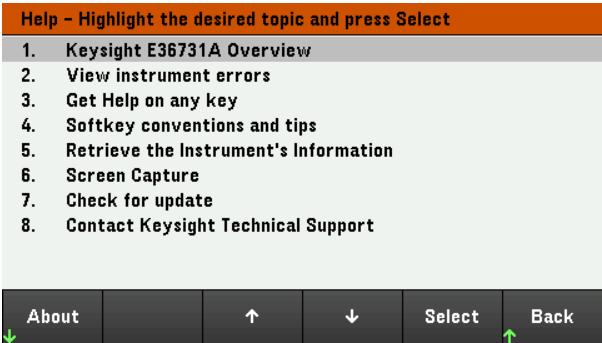 Help – Highlight the desired topic and press Select
1. Keysight E36731A Overview
2. View instrument errors
3. Get Help on any key
4. Softkey conventions and tips
5. Retrieve the Instrument's Information
6. Screen Capture
7. Check for update
8. Contact Keysight Technical Support
About ↑ ↓ Select Back